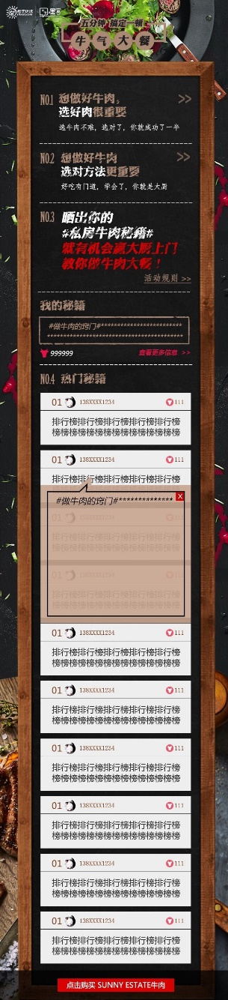 五分钟 搞定一顿
牛气大餐
NO.1 想做好牛肉，
选好肉很重要 >>
选牛肉不难，选对了，你就成功了一半
NO.2 想做好牛肉
选对方法更重要 >>
好吃有门道，学会了，你就是大厨
NO.3 晒出你的
#私房牛肉秘籍#
就有机会赢大厨上门
教你做牛肉大餐！
活动规则 >>
我的秘籍
#做牛肉的窍门#**************************
******************************************
999999 查看更多信息 >>
NO.4 热门秘籍
01 138XXXX1234 111
排行榜排行榜排行榜排行榜排行榜
榜榜榜榜榜榜榜榜榜榜榜榜榜榜榜
01 138XXXX1234 111
排行榜排行榜排行榜排行榜排行榜
#做牛肉的窍门#************** X
01 138XXXX1234 111
排行榜排行榜排行榜排行榜排行榜
榜榜榜榜榜榜榜榜榜榜榜榜榜榜榜
01 138XXXX1234 111
排行榜排行榜排行榜排行榜排行榜
榜榜榜榜榜榜榜榜榜榜榜榜榜榜榜
01 138XXXX1234 111
排行榜排行榜排行榜排行榜排行榜
榜榜榜榜榜榜榜榜榜榜榜榜榜榜榜
01 138XXXX1234 111
排行榜排行榜排行榜排行榜排行榜
榜榜榜榜榜榜榜榜榜榜榜榜榜榜榜
01 138XXXX1234 111
排行榜排行榜排行榜排行榜排行榜
榜榜榜榜榜榜榜榜榜榜榜榜榜榜榜
01 138XXXX1234 111
排行榜排行榜排行榜排行榜排行榜
榜榜榜榜榜榜榜榜榜榜榜榜榜榜榜
点击购买 SUNNY ESTATE牛肉